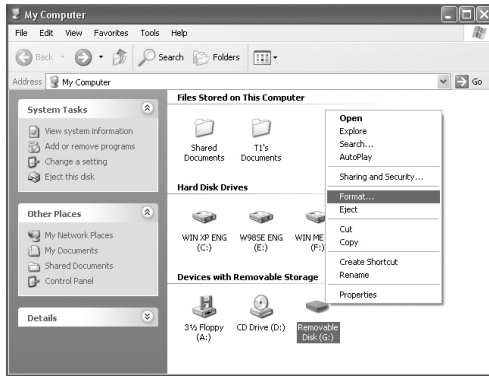 My Computer
File Edit View Favorites Tools Help
Back Search Folders
Address My Computer Go
System Tasks
View system information
Add or remove programs
Change a setting
Eject this disk
Other Places
My Network Places
My Documents
Shared Documents
Control Panel
Details
Files Stored on This Computer
Shared
Documents
T1's
Documents
Hard Disk Drives
WIN XP ENG
(C:)
W98SE ENG
(E:)
WIN ME
(F:)
Devices with Removable Storage
3½ Floppy
(A:)
CD Drive (D:)
Removable
Disk (G:)
Open
Explore
Search...
AutoPlay
Sharing and Security...
Format...
Eject
Cut
Copy
Create Shortcut
Rename
Properties